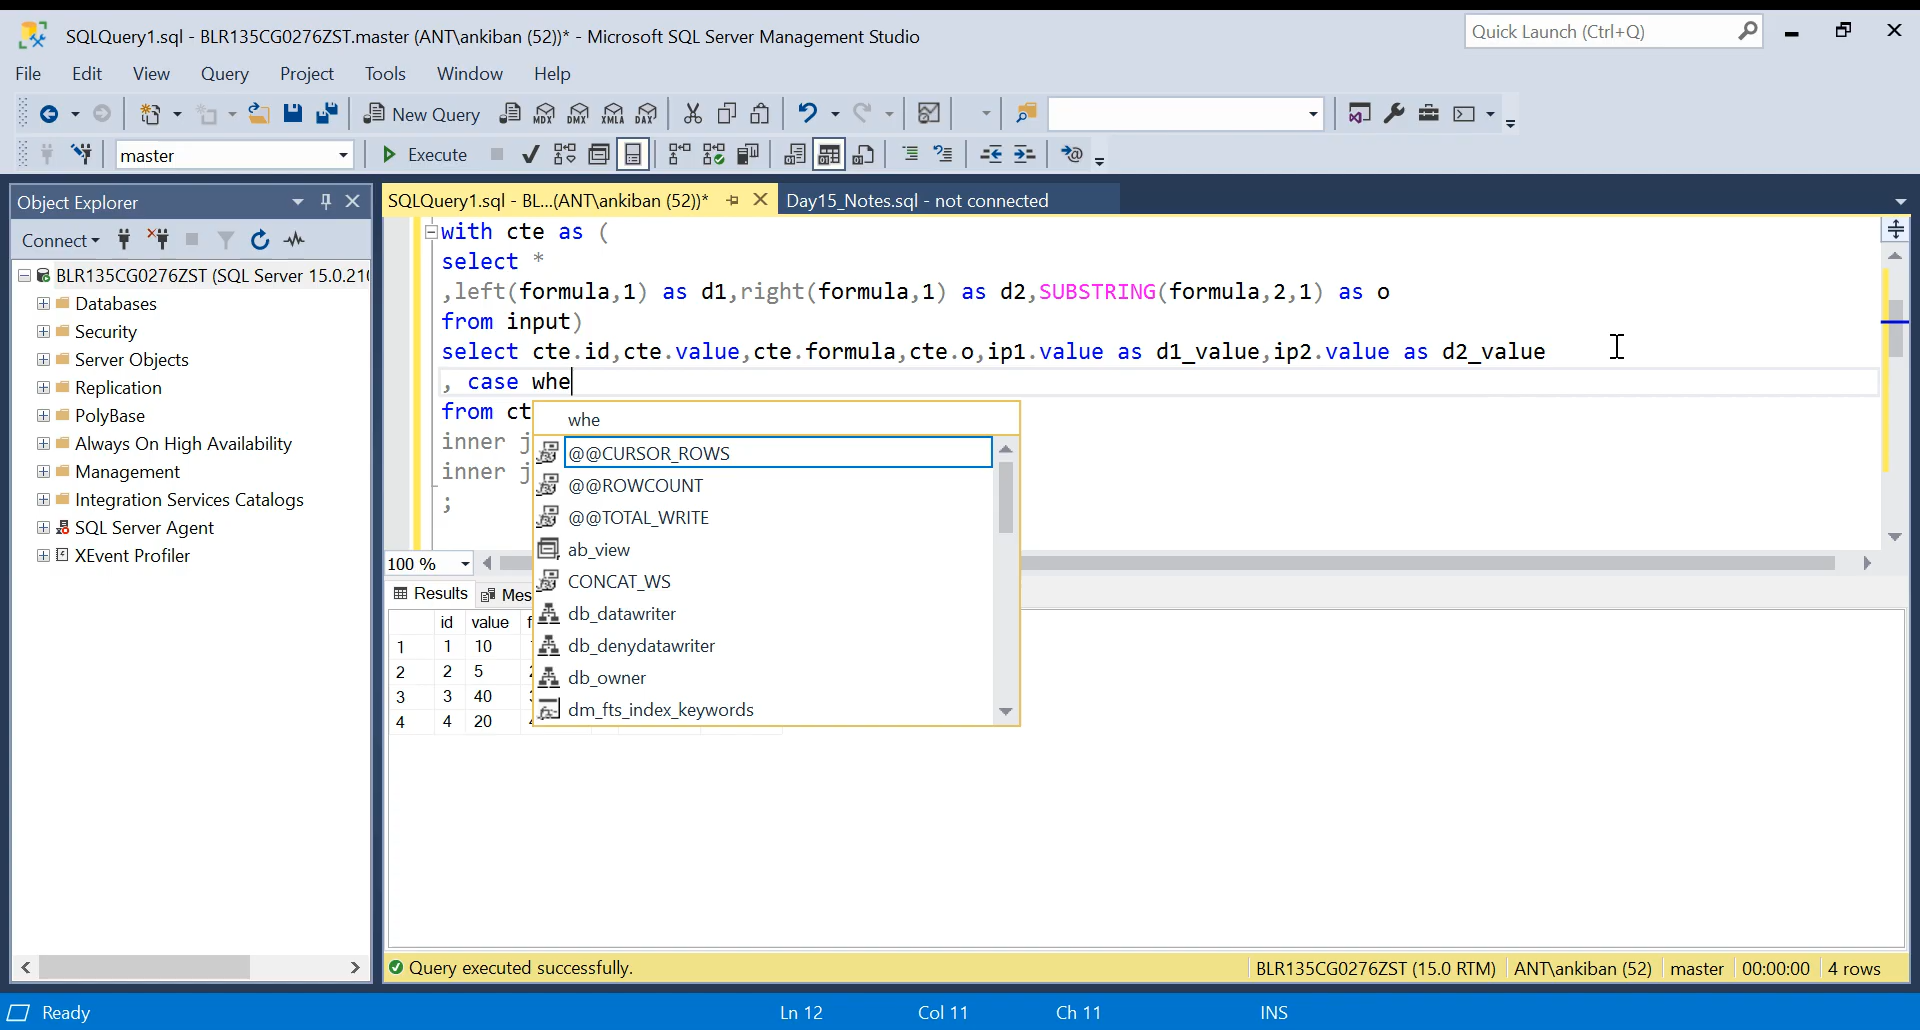 SQLQuery1.sql - BLR135CG0276ZST.master (ANT\ankiban (52))* - Microsoft SQL Server Management Studio
Quick Launch (Ctrl+Q)
File Edit View Query Project Tools Window Help
New Query MDX DMX XMLA DAX
master Execute
Object Explorer
Connect
BLR135CG0276ZST (SQL Server 15.0.21
Databases
Security
Server Objects
Replication
PolyBase
Always On High Availability
Management
Integration Services Catalogs
SQL Server Agent
XEvent Profiler
SQLQuery1.sql - BL...(ANT\ankiban (52))*
Day15_Notes.sql - not connected
with cte as (
select *
,left(formula,1) as d1,right(formula,1) as d2,SUBSTRING(formula,2,1) as o
from input)
select cte.id,cte.value,cte.formula,cte.o,ip1.value as d1_value,ip2.value as d2_value
, case whe
from ct
inner j
inner j
;
whe
@@CURSOR_ROWS
@@ROWCOUNT
@@TOTAL_WRITE
ab_view
CONCAT_WS
db_datawriter
db_denydatawriter
db_owner
dm_fts_index_keywords
100 %
Results Mes
id value f
1 1 10
2 2 5
3 3 40
4 4 20
Query executed successfully.
BLR135CG0276ZST (15.0 RTM) ANT\ankiban (52) master 00:00:00 4 rows
Ready Ln 12 Col 11 Ch 11 INS